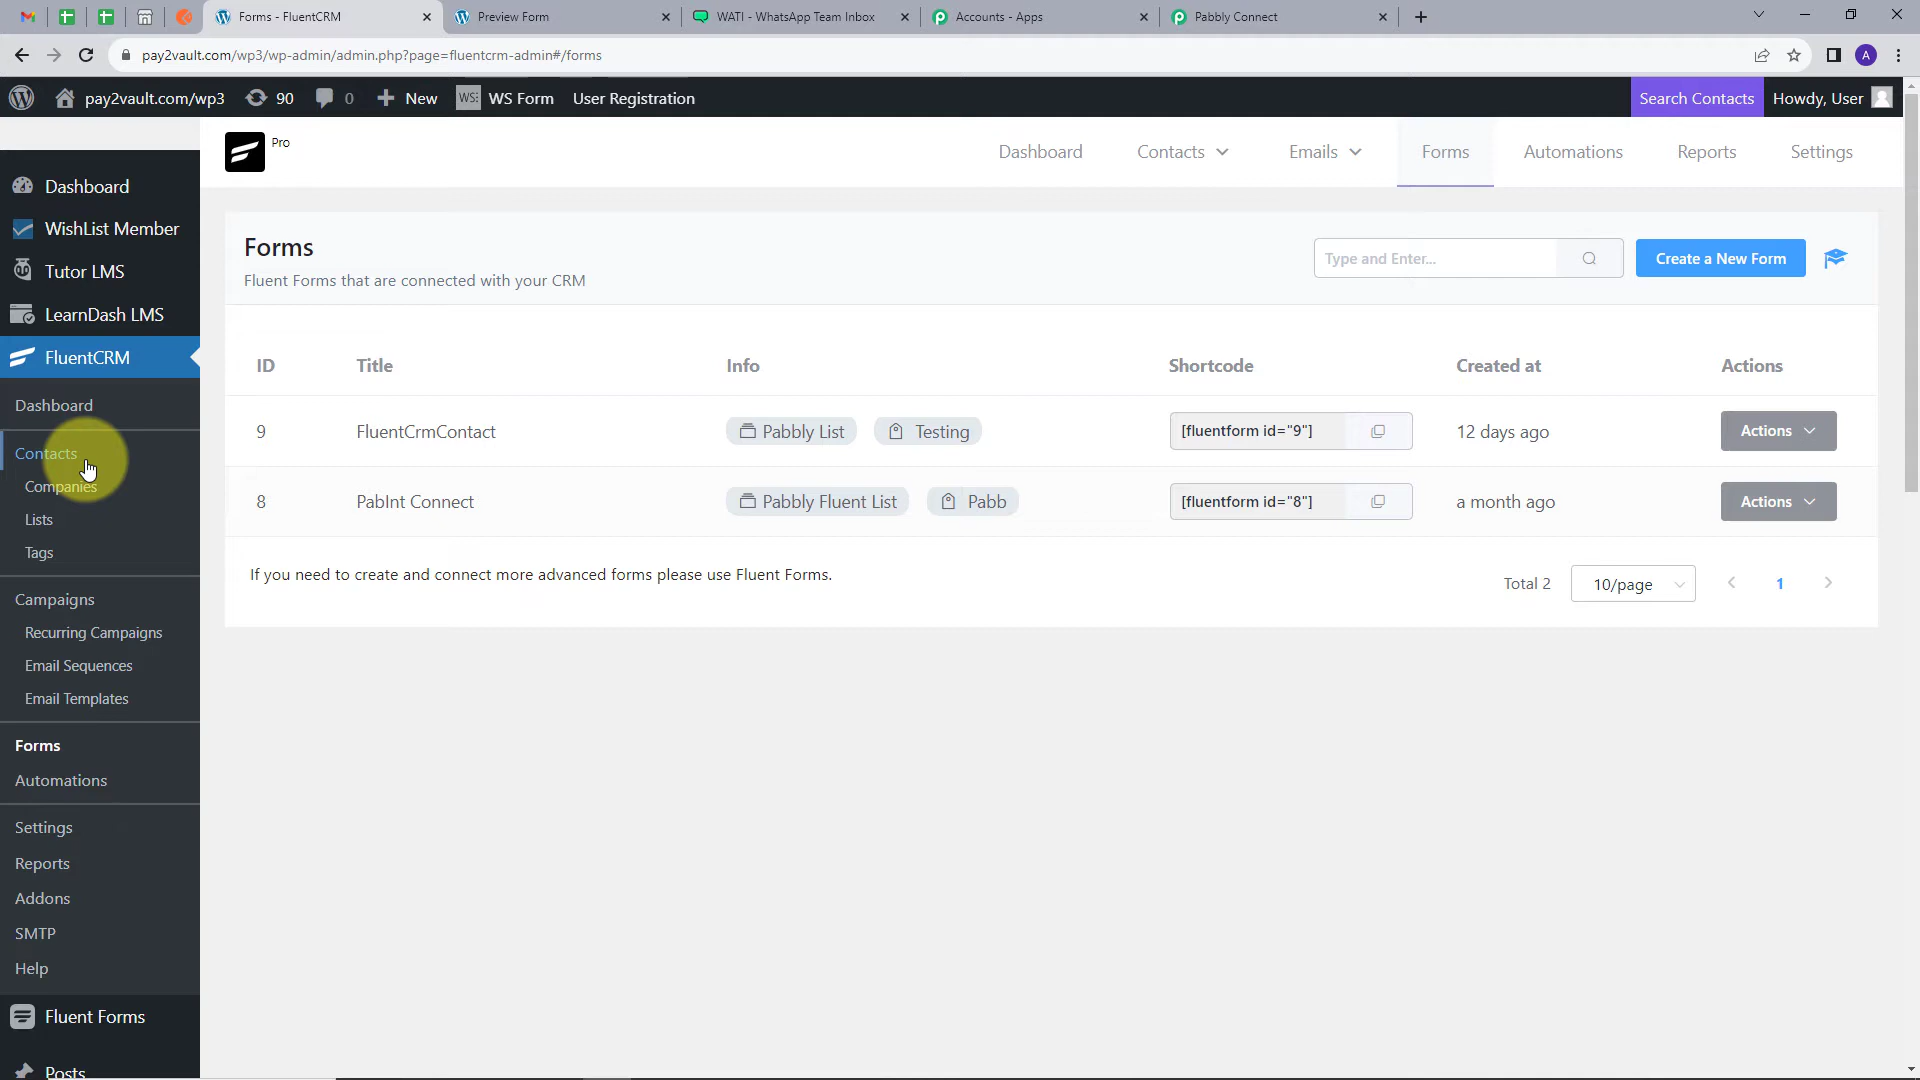 Forms - FluentCRM
Preview Form
WATI - WhatsApp Team Inbox
Accounts - Apps
Pabbly Connect
pay2vault.com/wp3/wp-admin/admin.php?page=fluentcrm-admin#/forms
A
pay2vault.com/wp3
90
0
New
WS Form
User Registration
Search Contacts
Howdy, User
Pro
Dashboard
Contacts
Emails
Forms
Automations
Reports
Settings
Dashboard
WishList Member
Tutor LMS
LearnDash LMS
FluentCRM
Dashboard
Contacts
Companies
Lists
Tags
Campaigns
Recurring Campaigns
Email Sequences
Email Templates
Forms
Automations
Settings
Reports
Addons
SMTP
Help
Fluent Forms
Posts
Forms
Fluent Forms that are connected with your CRM
Type and Enter...
Create a New Form
ID Title Info Shortcode Created at Actions
9 FluentCrmContact Pabbly List Testing [fluentform id="9"] 12 days ago Actions
8 PabInt Connect Pabbly Fluent List Pabb [fluentform id="8"] a month ago Actions
If you need to create and connect more advanced forms please use Fluent Forms.
Total 2 10/page 1